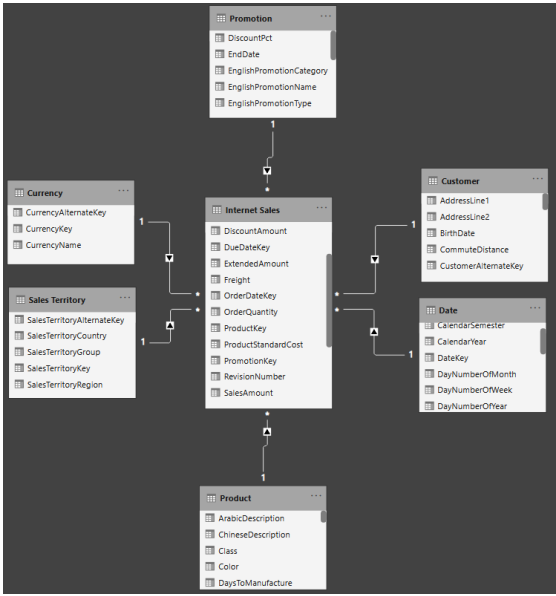 Promotion
DiscountPct
EndDate
EnglishPromotionCategory
EnglishPromotionName
EnglishPromotionType
1
*
Currency
CurrencyAlternateKey
CurrencyKey
CurrencyName
1
*
Sales Territory
SalesTerritoryAlternateKey
SalesTerritoryCountry
SalesTerritoryGroup
SalesTerritoryKey
SalesTerritoryRegion
1
*
Internet Sales
DiscountAmount
DueDateKey
ExtendedAmount
Freight
OrderDateKey
OrderQuantity
ProductKey
ProductStandardCost
PromotionKey
RevisionNumber
SalesAmount
Customer
AddressLine1
AddressLine2
BirthDate
CommuteDistance
CustomerAlternateKey
1
*
Date
CalendarSemester
CalendarYear
DateKey
DayNumberOfMonth
DayNumberOfWeek
DayNumberOfYear
1
*
*
1
Product
ArabicDescription
ChineseDescription
Class
Color
DaysToManufacture